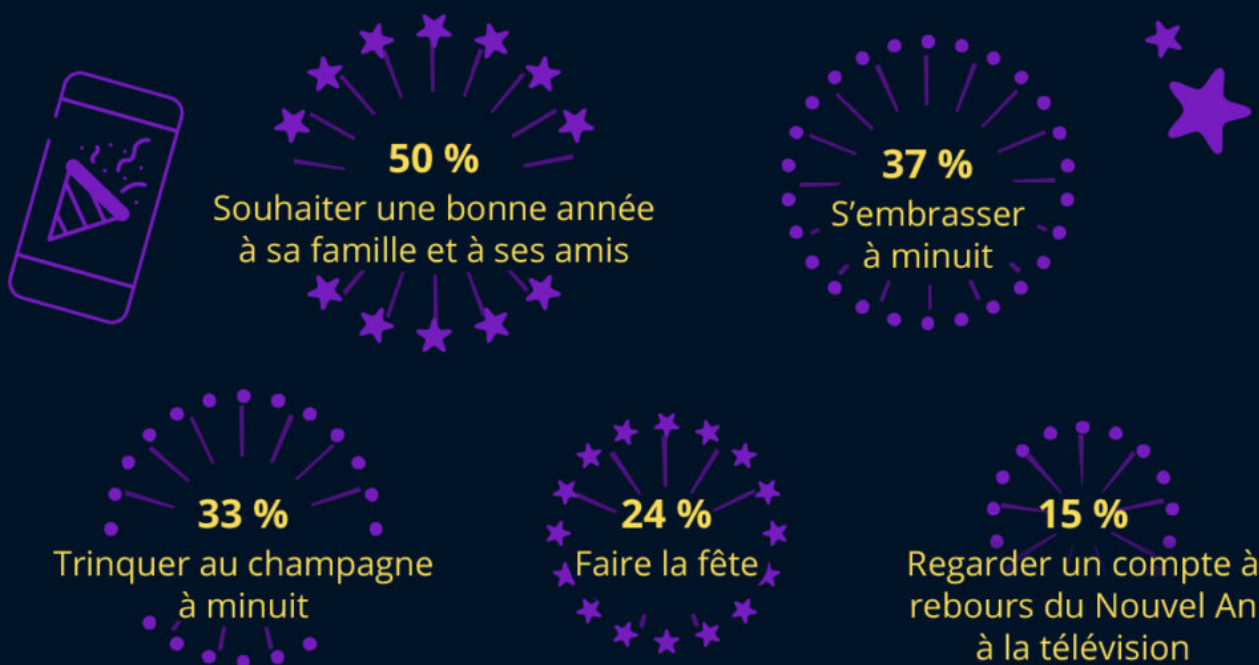 50 %
Souhaiter une bonne année
à sa famille et à ses amis
37 %
S’embrasser
à minuit
33 %
Trinquer au champagne
à minuit
24 %
Faire la fête
15 %
Regarder un compte à
rebours du Nouvel An
à la télévision